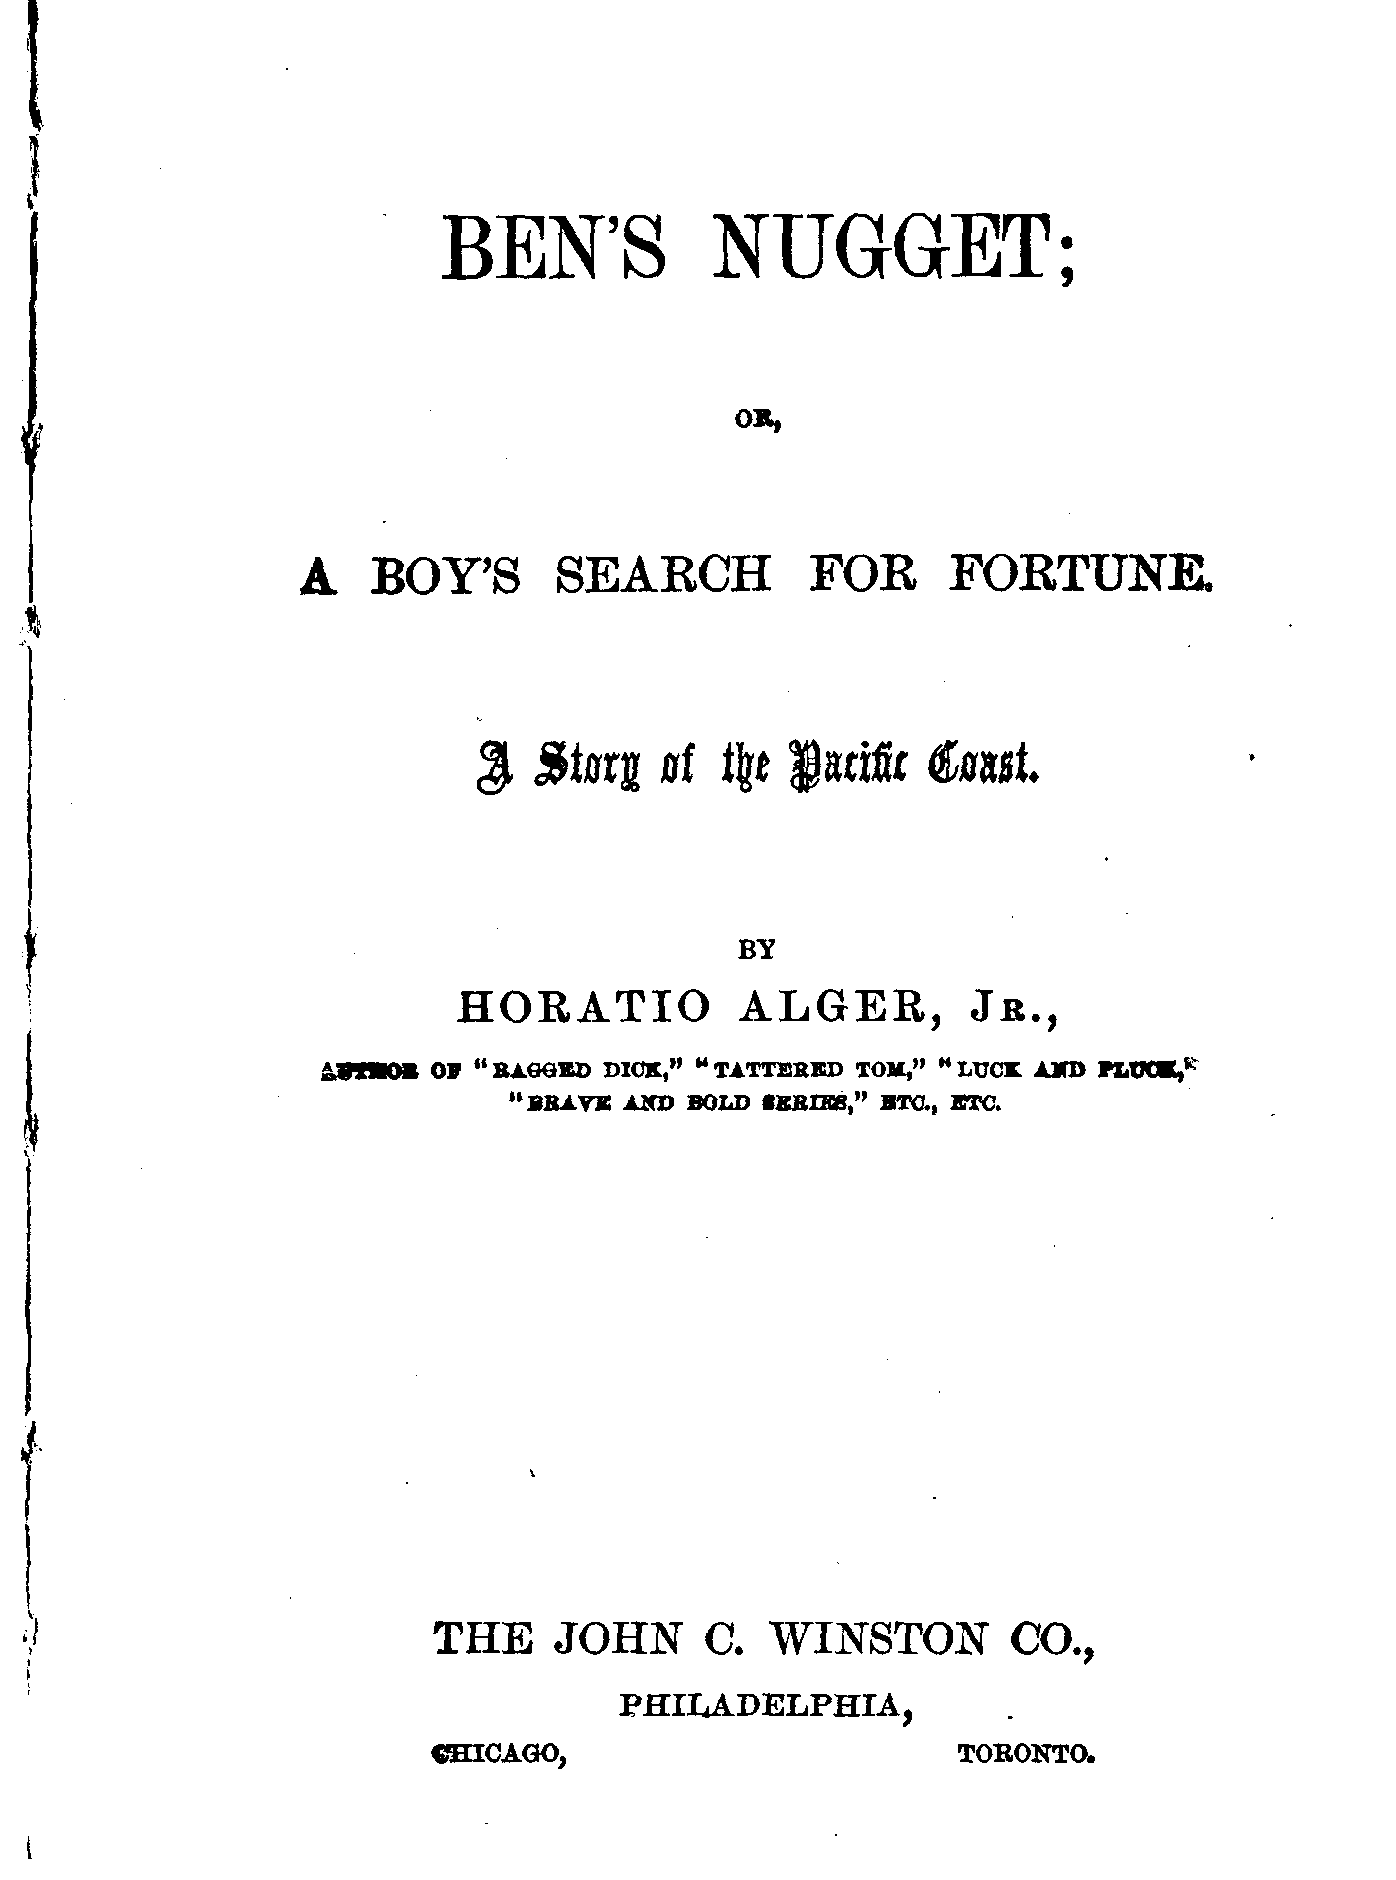 BEN'S NUGGET;
OR,
A BOY'S SEARCH FOR FORTUNE.
A Story of the Pacific Coast.
BY
HORATIO ALGER, JR.,
AUTHOR OF "RAGGED DICK," "TATTERED TOM," "LUCK AND PLUCK,"
"BRAVE AND BOLD SERIES," ETC., ETC.
THE JOHN C. WINSTON CO.,
PHILADELPHIA,
CHICAGO, TORONTO.